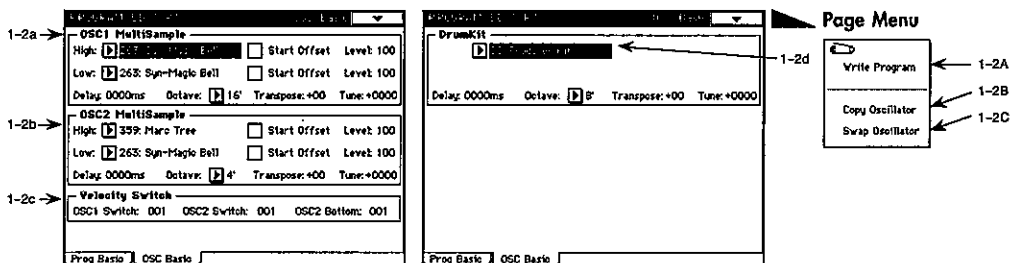 Page Menu
1-2a
OSC1 MultiSample
High: Start Offset Level: 100
Low: 263: Syn-Magic Bell Start Offset Level: 100
Delay: 0000ms Octave: 16' Transpose: +00 Tune: +0000
1-2b
OSC2 MultiSample
High: 359: Marc Tree Start Offset Level: 100
Low: 263: Syn-Magic Bell Start Offset Level: 100
Delay: 0000ms Octave: 4' Transpose: +00 Tune: +0000
1-2c
Velocity Switch
OSC1 Switch: 001 OSC2 Switch: 001 OSC2 Bottom: 001
Prog Basic OSC Basic
DrumKit
1-2d
Delay: 0000ms Octave: 8' Transpose: +00 Tune: +0000
Prog Basic OSC Basic
Write Program
1-2A
1-2B
Copy Oscillator
1-2C
Swap Oscillator